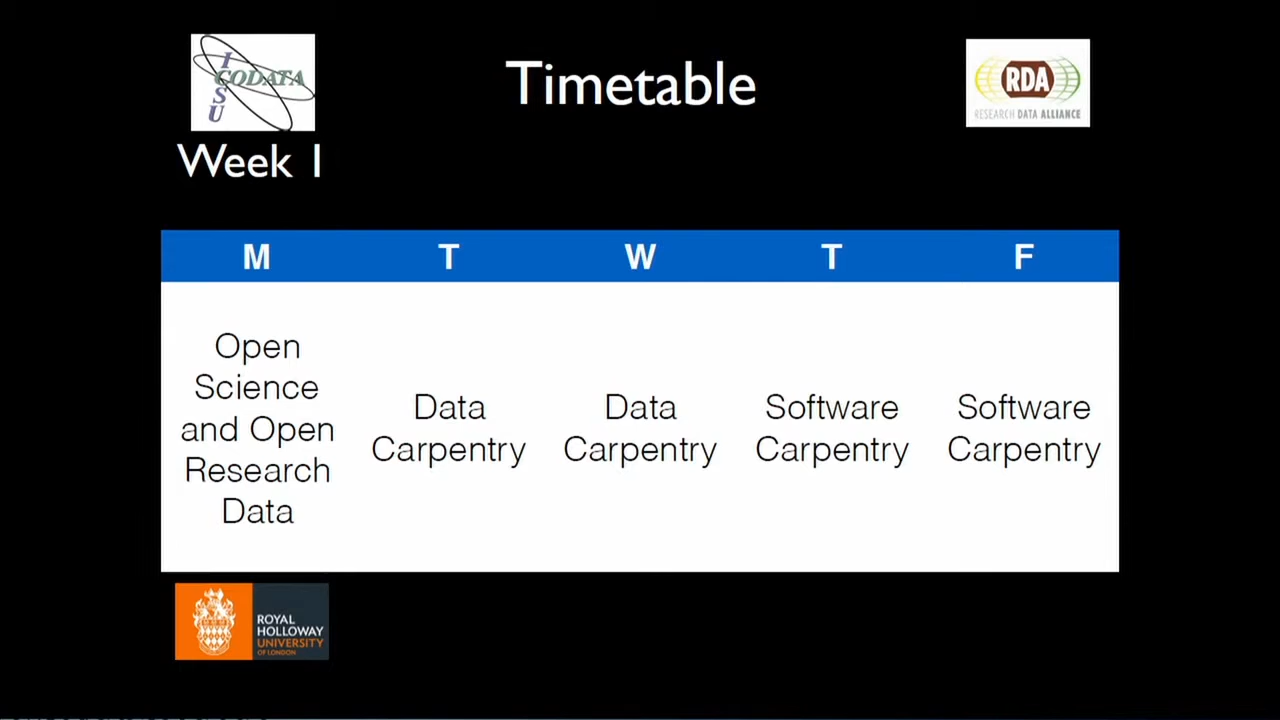 ICSU
CODATA
Timetable
RDA
RESEARCH DATA ALLIANCE
Week 1
M T W T F
Open
Science
and Open
Research
Data
Data
Carpentry
Data
Carpentry
Software
Carpentry
Software
Carpentry
ROYAL
HOLLOWAY
UNIVERSITY
OF LONDON